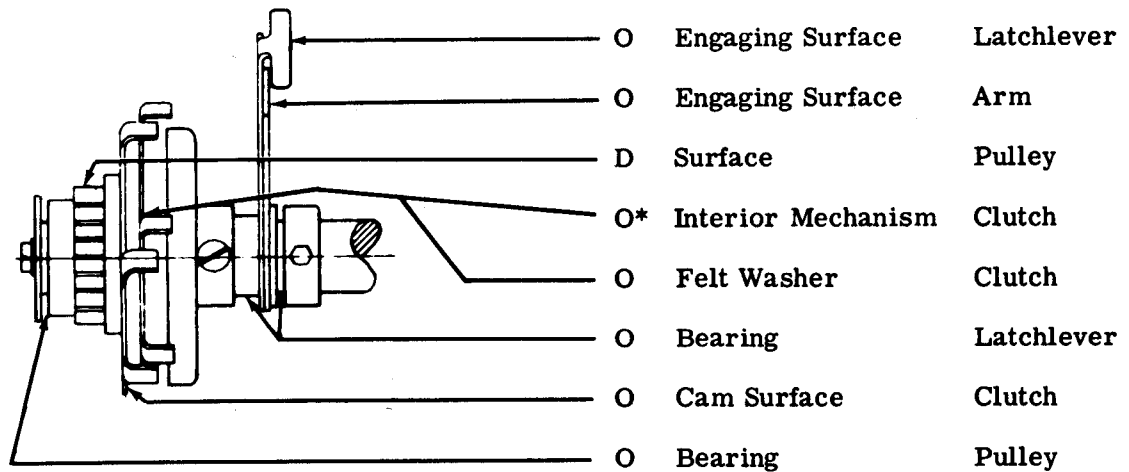 O Engaging Surface Latchlever
O Engaging Surface Arm
D Surface Pulley
O* Interior Mechanism Clutch
O Felt Washer Clutch
O Bearing Latchlever
O Cam Surface Clutch
O Bearing Pulley